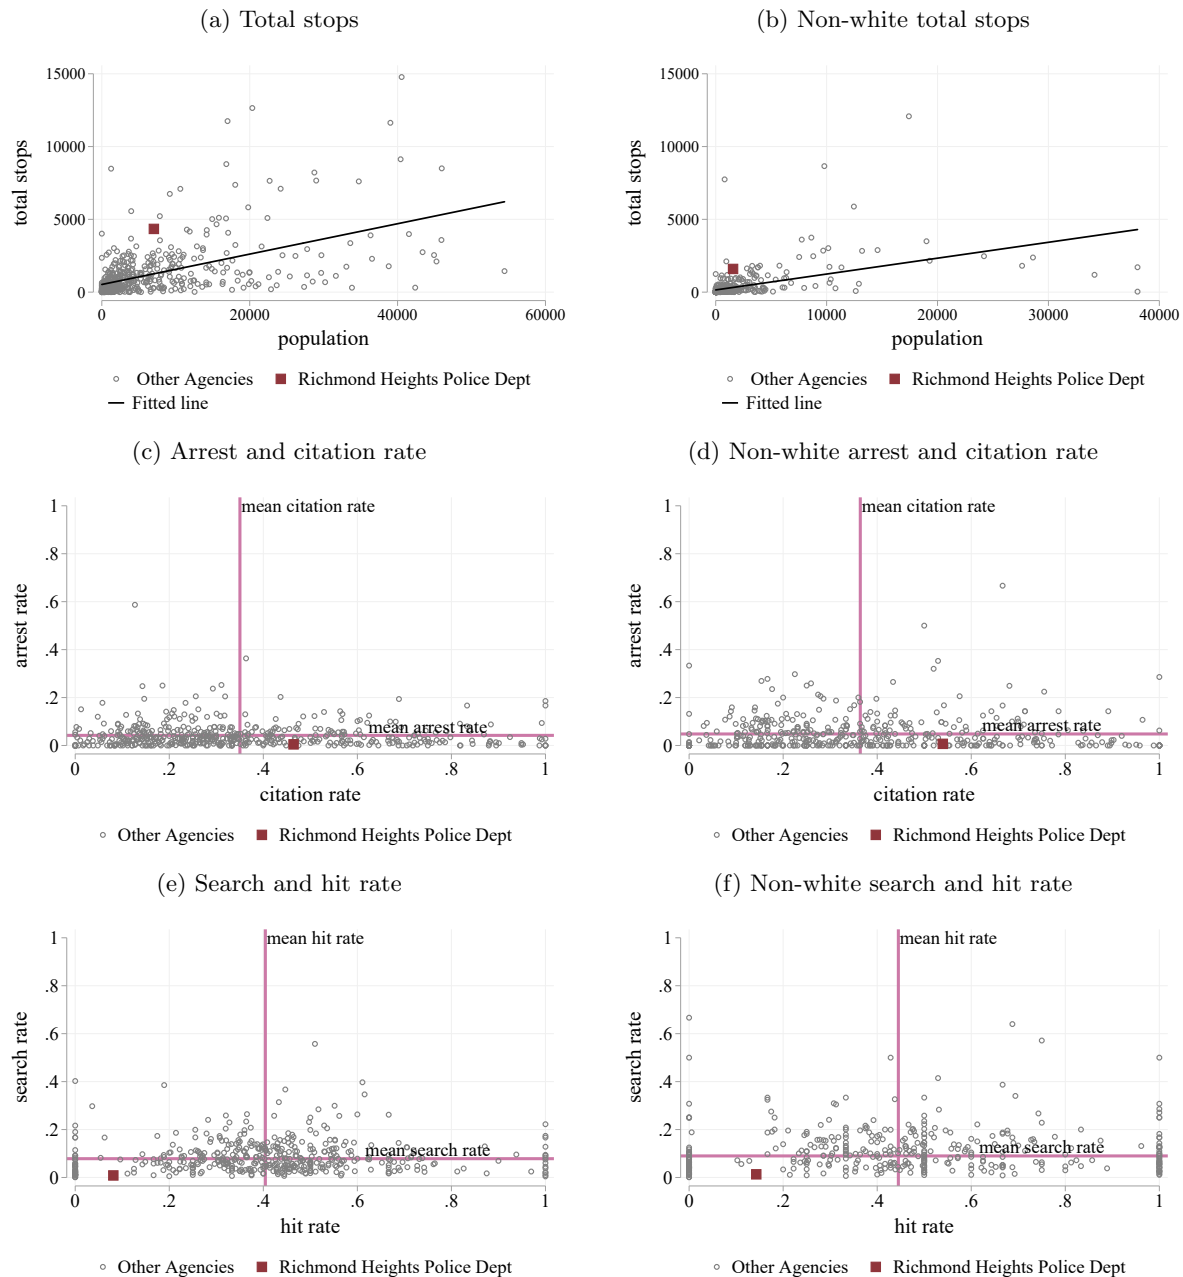 (a) Total stops
(b) Non-white total stops
total stops
15000
10000
5000
0
0 20000 40000 60000
population
Other Agencies Richmond Heights Police Dept
Fitted line
total stops
15000
10000
5000
0
0 10000 20000 30000 40000
population
Other Agencies Richmond Heights Police Dept
Fitted line
(c) Arrest and citation rate
(d) Non-white arrest and citation rate
arrest rate
1
.8
.6
.4
.2
0
mean citation rate
mean arrest rate
0 .2 .4 .6 .8 1
citation rate
Other Agencies Richmond Heights Police Dept
arrest rate
1
.8
.6
.4
.2
0
mean citation rate
mean arrest rate
0 .2 .4 .6 .8 1
citation rate
Other Agencies Richmond Heights Police Dept
(e) Search and hit rate
(f) Non-white search and hit rate
search rate
1
.8
.6
.4
.2
0
mean hit rate
mean search rate
0 .2 .4 .6 .8 1
hit rate
Other Agencies Richmond Heights Police Dept
search rate
1
.8
.6
.4
.2
0
mean hit rate
mean search rate
0 .2 .4 .6 .8 1
hit rate
Other Agencies Richmond Heights Police Dept